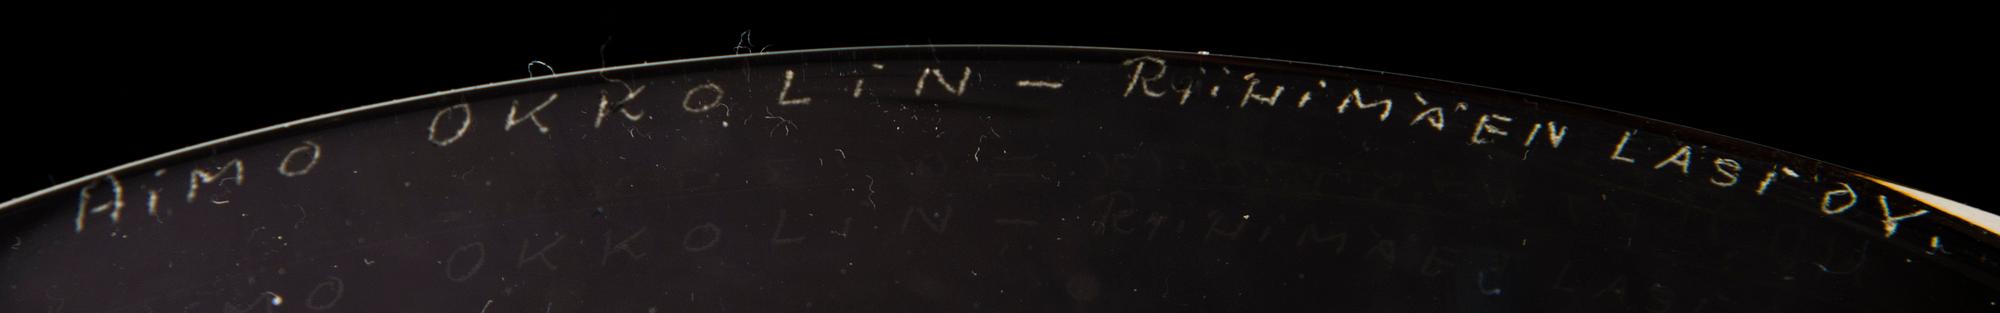 AiMO OKKOLiN - RiiHiMÄEN LASi OY.